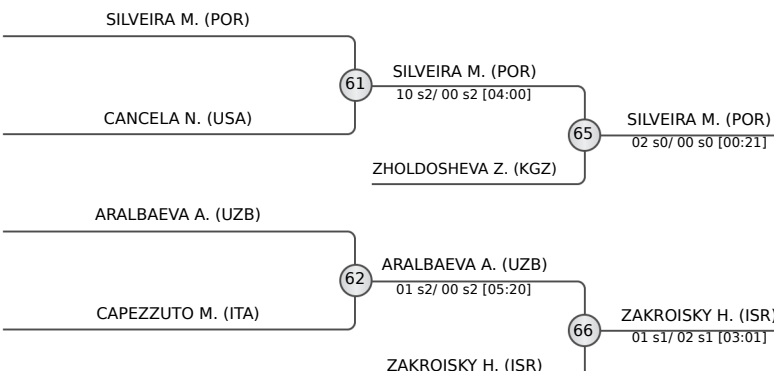 SILVEIRA M. (POR)
61
SILVEIRA M. (POR)
10 s2/ 00 s2 [04:00]
CANCELA N. (USA)
65
SILVEIRA M. (POR)
02 s0/ 00 s0 [00:21]
ZHOLDOSHEVA Z. (KGZ)
ARALBAEVA A. (UZB)
62
ARALBAEVA A. (UZB)
01 s2/ 00 s2 [05:20]
CAPEZZUTO M. (ITA)
66
ZAKROISKY H. (ISR)
01 s1/ 02 s1 [03:01]
ZAKROISKY H. (ISR)